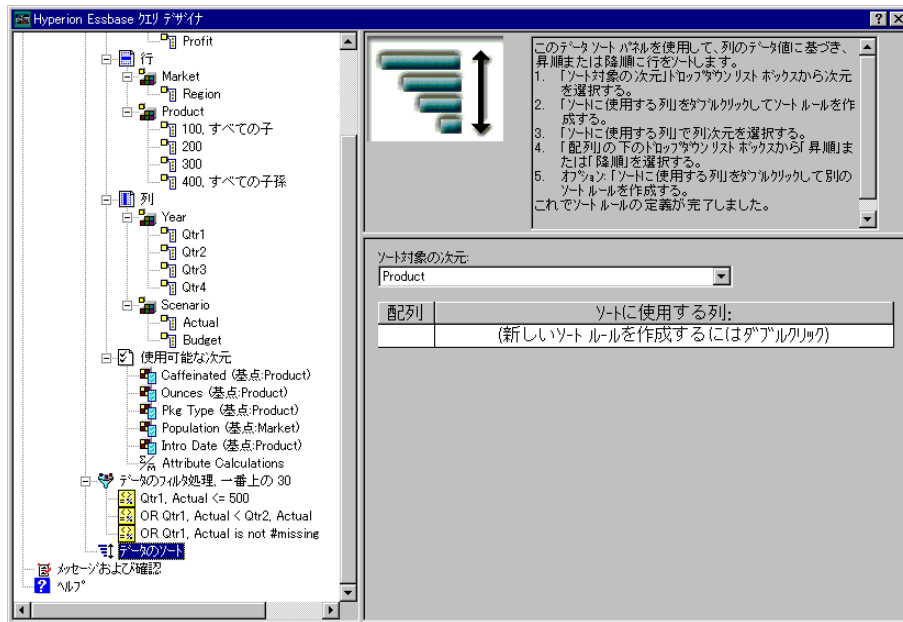 Hyperion Essbase クエリ デザイナ
Profit
行
Market
Region
Product
100, すべての子
200
300
400, すべての子孫
列
Year
Qtr1
Qtr2
Qtr3
Qtr4
Scenario
Actual
Budget
使用可能な次元
Caffeinated (基点:Product)
Ounces (基点:Product)
Pkg Type (基点:Product)
Population (基点:Market)
Intro Date (基点:Product)
Attribute Calculations
データのフィルタ処理, 一番上の 30
Qtr1, Actual <= 500
OR Qtr1, Actual < Qtr2, Actual
OR Qtr1, Actual is not #missing
データのソート
メッセージおよび確認
ヘルプ
このデータ ソート パネルを使用して、列のデータ値に基づき、
昇順または降順に行をソートします。
1. 「ソート対象の次元」ドロップダウン リスト ボックスから次元
を選択する。
2. 「ソートに使用する列」をダブルクリックしてソート ルールを作
成する。
3. 「ソートに使用する列」で列次元を選択する。
4. 「配列」の下のドロップダウン リスト ボックスから「昇順」ま
たは「降順」を選択する。
5. オプション:「ソートに使用する列」をダブルクリックして別の
ソート ルールを作成する。
これでソート ルールの定義が完了しました。
ソート対象の次元:
Product
配列 ソートに使用する列:
(新しいソート ルールを作成するにはダブルクリック)